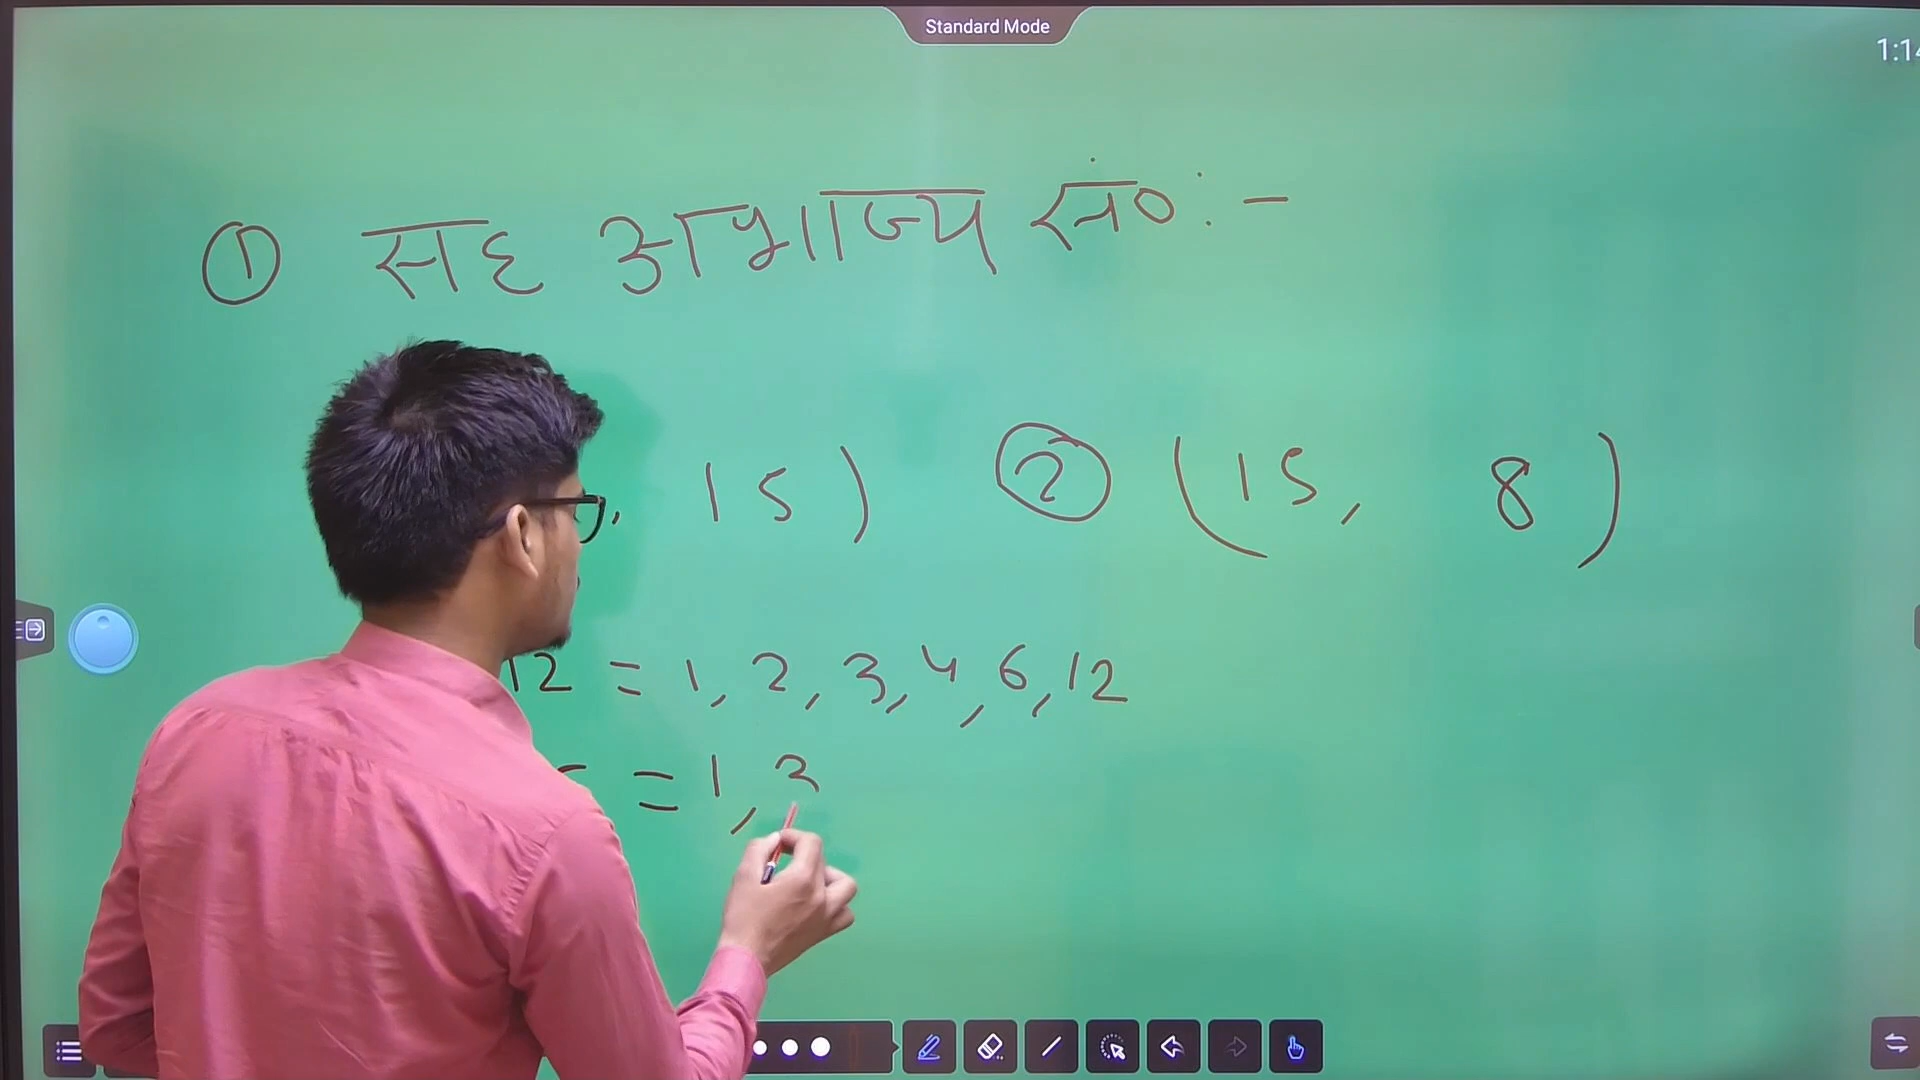 Standard Mode
1:14
① सह अभाज्य सं०:-
, 15) ② (15, 8)
12 = 1, 2, 3, 4, 6, 12
= 1, 3